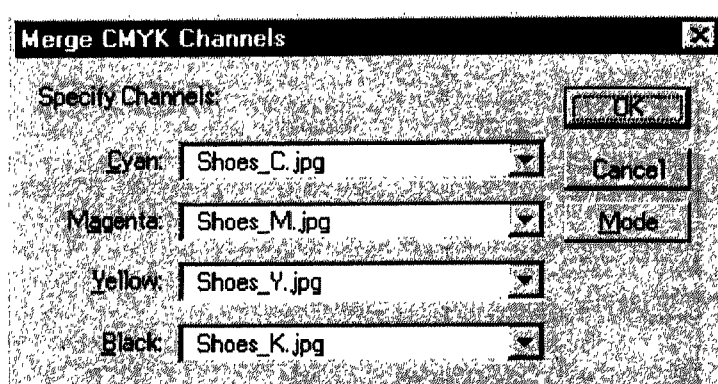 Merge CMYK Channels
Specify Channels:
OK
Cyan: Shoes_C.jpg
Cancel
Magenta: Shoes_M.jpg
Mode
Yellow: Shoes_Y.jpg
Black: Shoes_K.jpg